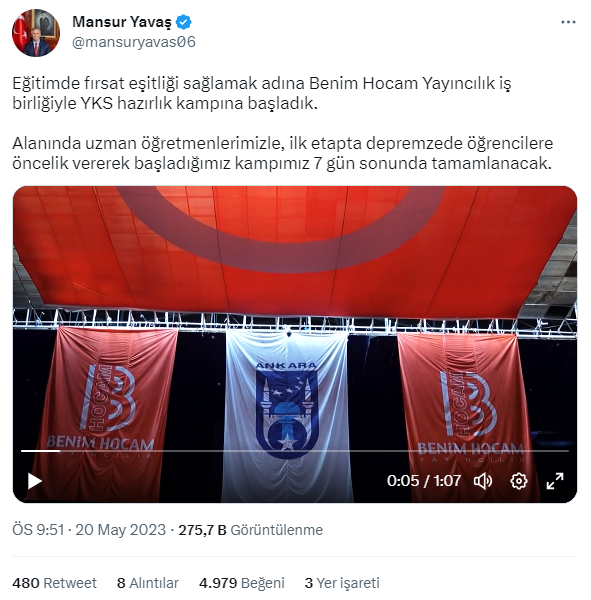 Mansur Yavaş
@mansuryavas06
Eğitimde fırsat eşitliği sağlamak adına Benim Hocam Yayıncılık iş
birliğiyle YKS hazırlık kampına başladık.
Alanında uzman öğretmenlerimizle, ilk etapta depremzede öğrencilere
öncelik vererek başladığımız kampımız 7 gün sonunda tamamlanacak.
ANKARA
HOCAM
BENİM HOCAM
YAYINCILIK
HOCAM
BENİM HOCAM
YAYINCILIK
0:05 / 1:07
ÖS 9:51 · 20 May 2023 · 275,7 B Görüntülenme
480 Retweet 8 Alıntılar 4.979 Beğeni 3 Yer işareti